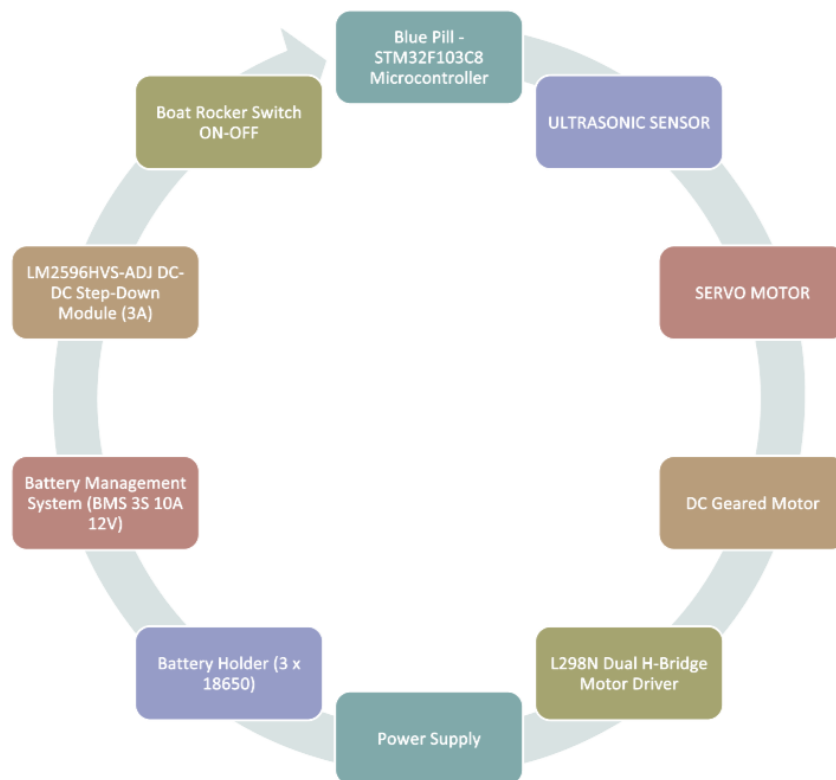 Blue Pill -
STM32F103C8
Microcontroller
ULTRASONIC SENSOR
SERVO MOTOR
DC Geared Motor
L298N Dual H-Bridge
Motor Driver
Power Supply
Battery Holder (3 x
18650)
Battery Management
System (BMS 3S 10A
12V)
LM2596HVS-ADJ DC-
DC Step-Down
Module (3A)
Boat Rocker Switch
ON-OFF